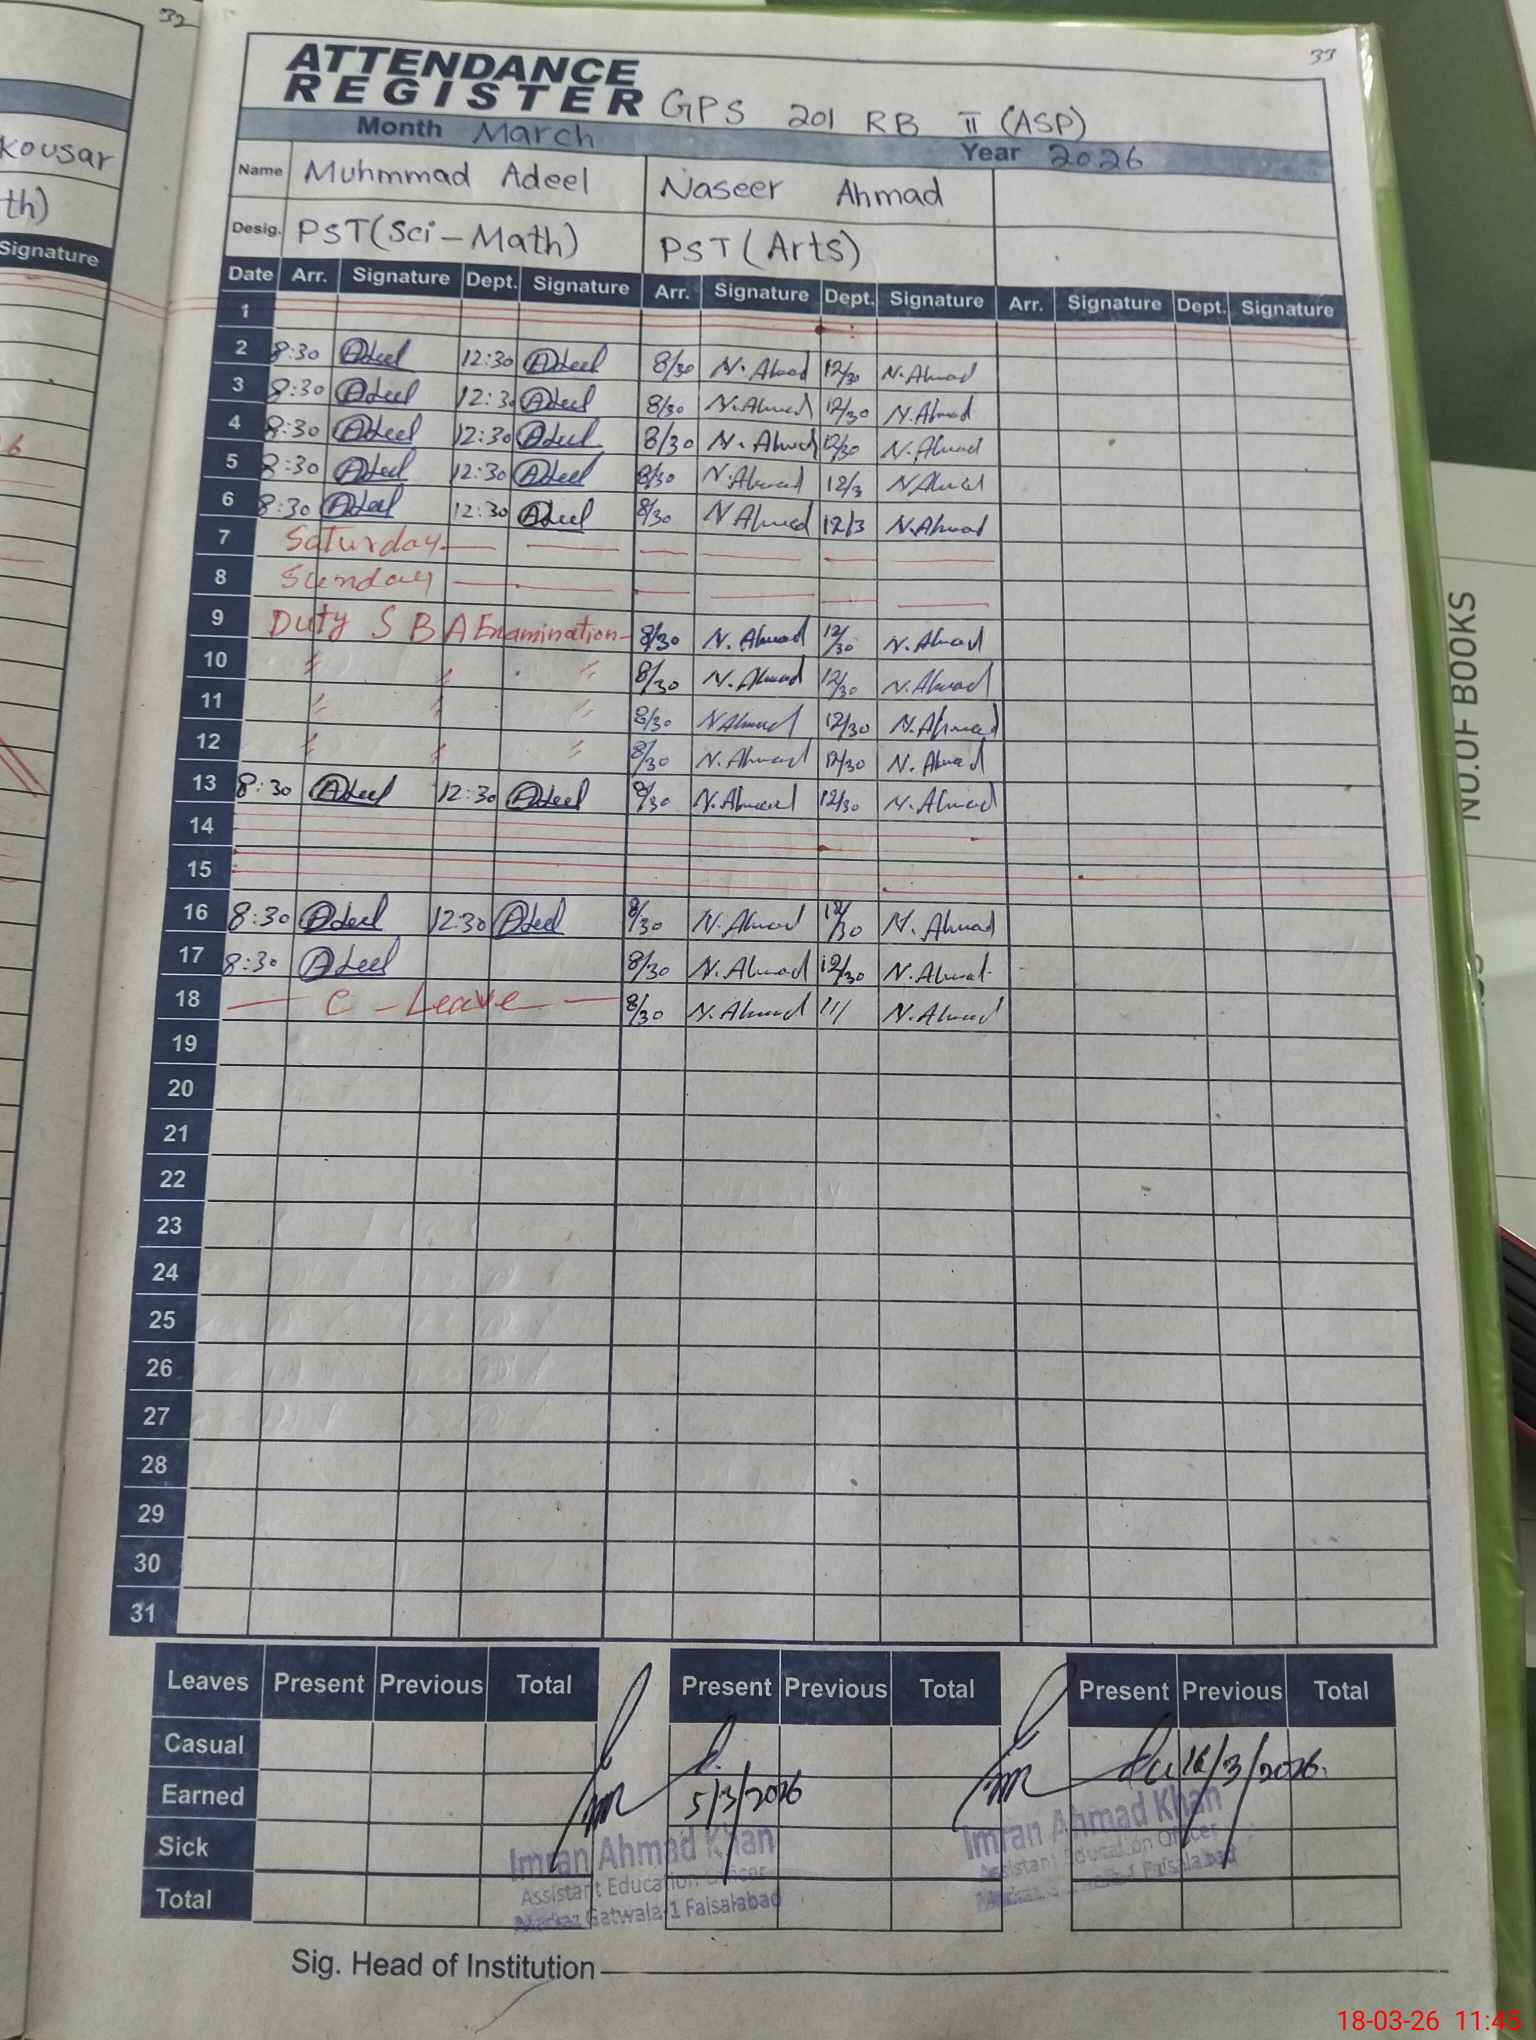 32
33
kousar
th)
Signature
6
ATTENDANCE
REGISTER GPS 201 RB II (ASP)
Month March Year 2026
Name Muhmmad Adeel Naseer Ahmad
Desig. PST(Sci-Math) PST (Arts)
Date Arr. Signature Dept. Signature Arr. Signature Dept. Signature Arr. Signature Dept. Signature
1
2 8:30 Adeel 12:30 Adeel 8/30 N. Ahmad 12/30 N. Ahmad
3 8:30 Adeel 12:30 Adeel 8/30 N. Ahmad 12/30 N. Ahmad
4 8:30 Adeel 12:30 Adeel 8/30 N. Ahmad 12/30 N. Ahmad
5 8:30 Adeel 12:30 Adeel 8/30 N. Ahmad 12/3 N Ahmad
6 8:30 Adeel 12:30 Adeel 8/30 N Ahmad 12/3 N. Ahmad
7 Saturday
8 Sunday
9 Duty S B A Examination 8/30 N. Ahmad 12/30 N. Ahmad
10 〃 〃 〃 8/30 N. Ahmad 12/30 N. Ahmad
11 〃 〃 〃 8/30 N Ahmad 12/30 N. Ahmad
12 〃 〃 〃 8/30 N. Ahmad 12/30 N. Ahmad
13 8:30 Adeel 12:30 Adeel 8/30 N. Ahmad 12/30 N. Ahmad
14
15
16 8:30 Adeel 12:30 Adeel 8/30 N. Ahmad 12/30 N. Ahmad
17 8:30 Adeel 8/30 N. Ahmad 12/30 N. Ahmad
18 — C - Leave — 8/30 N. Ahmad 111 N. Ahmad
19
20
21
22
23
24
25
26
27
28
29
30
31
Leaves Present Previous Total Present Previous Total Present Previous Total
Casual
Earned 5/3/2026 16/3/2026
Sick
Total
Imran Ahmad Khan
Assistant Education Officer
Markaz Gatwala-1 Faisalabad
Imran Ahmad Khan
Assistant Education Officer
Faisalabad
Sig. Head of Institution
NO.OF BOOKS
18-03-26 11:45